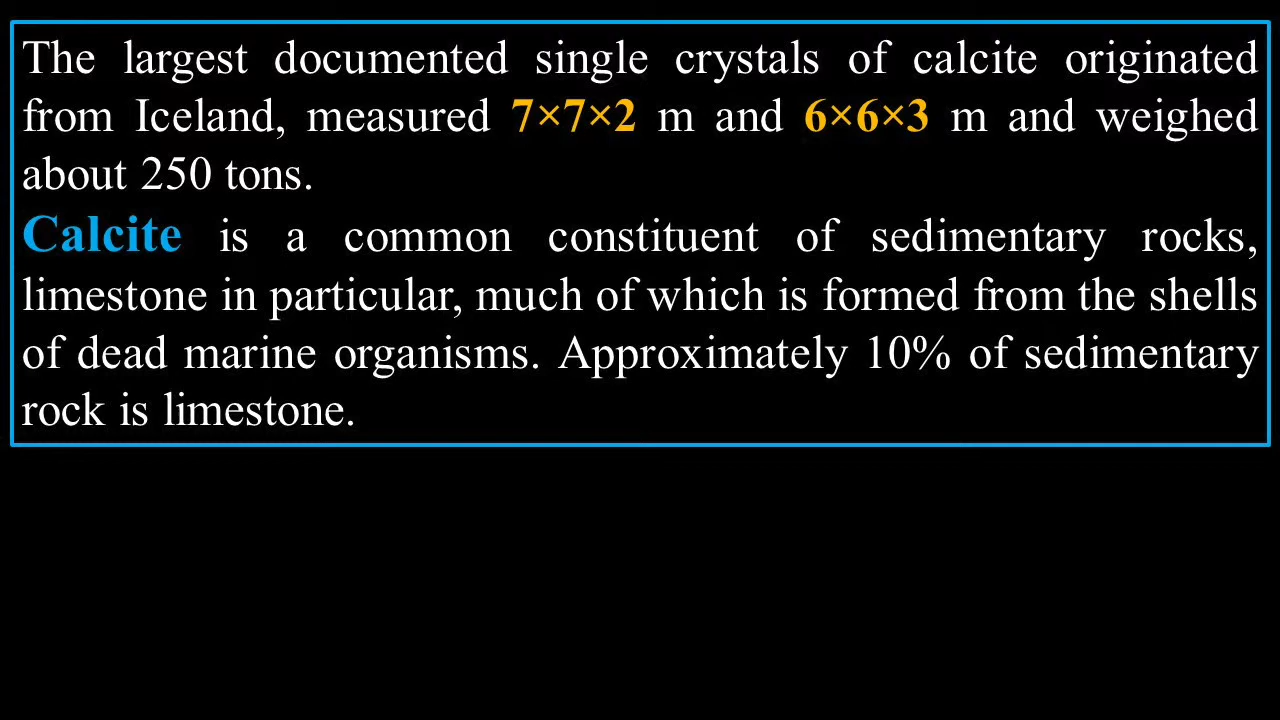 The largest documented single crystals of calcite originated
from Iceland, measured 7×7×2 m and 6×6×3 m and weighed
about 250 tons.
Calcite is a common constituent of sedimentary rocks,
limestone in particular, much of which is formed from the shells
of dead marine organisms. Approximately 10% of sedimentary
rock is limestone.